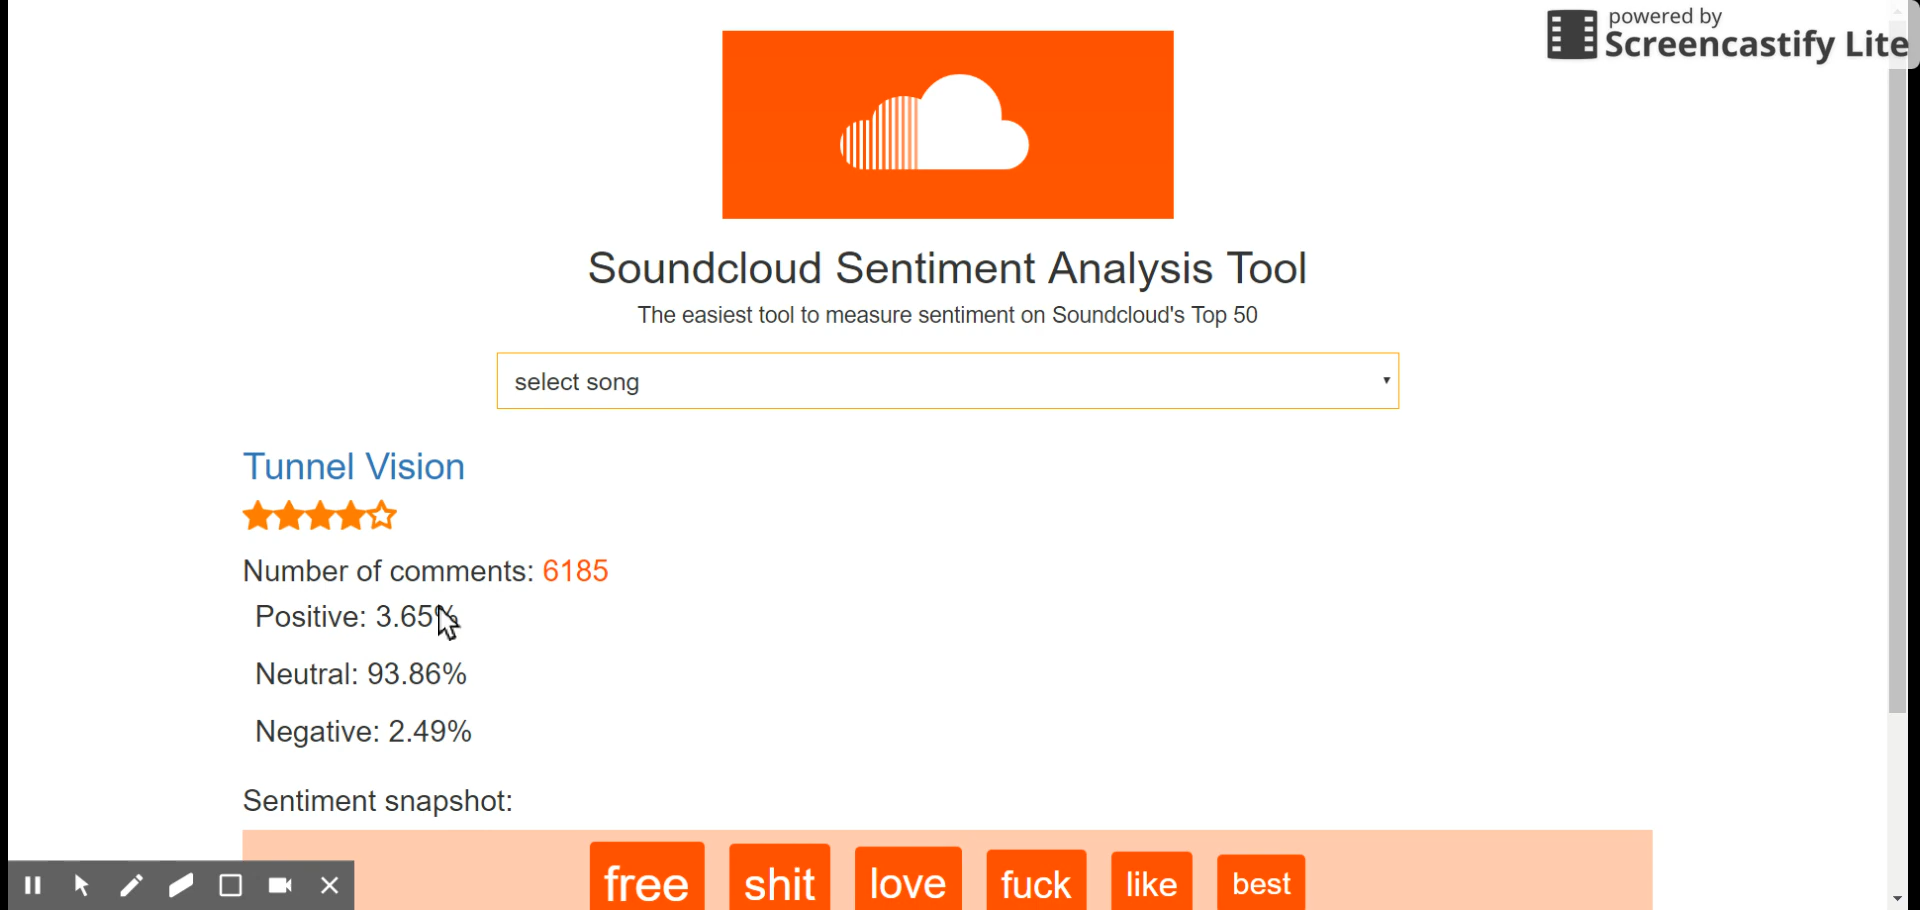 powered by
Screencastify Lite
Soundcloud Sentiment Analysis Tool
The easiest tool to measure sentiment on Soundcloud's Top 50
select song
Tunnel Vision
Number of comments: 6185
Positive: 3.65%
Neutral: 93.86%
Negative: 2.49%
Sentiment snapshot:
free shit love fuck like best